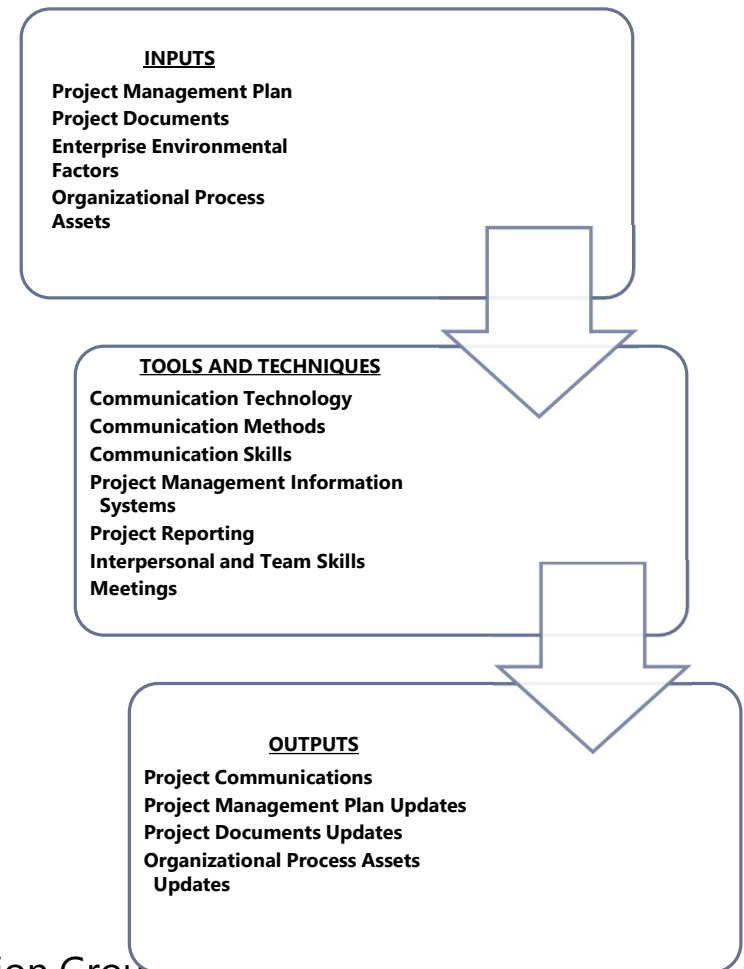 INPUTS
Project Management Plan
Project Documents
Enterprise Environmental
Factors
Organizational Process
Assets
TOOLS AND TECHNIQUES
Communication Technology
Communication Methods
Communication Skills
Project Management Information
Systems
Project Reporting
Interpersonal and Team Skills
Meetings
OUTPUTS
Project Communications
Project Management Plan Updates
Project Documents Updates
Organizational Process Assets
Updates